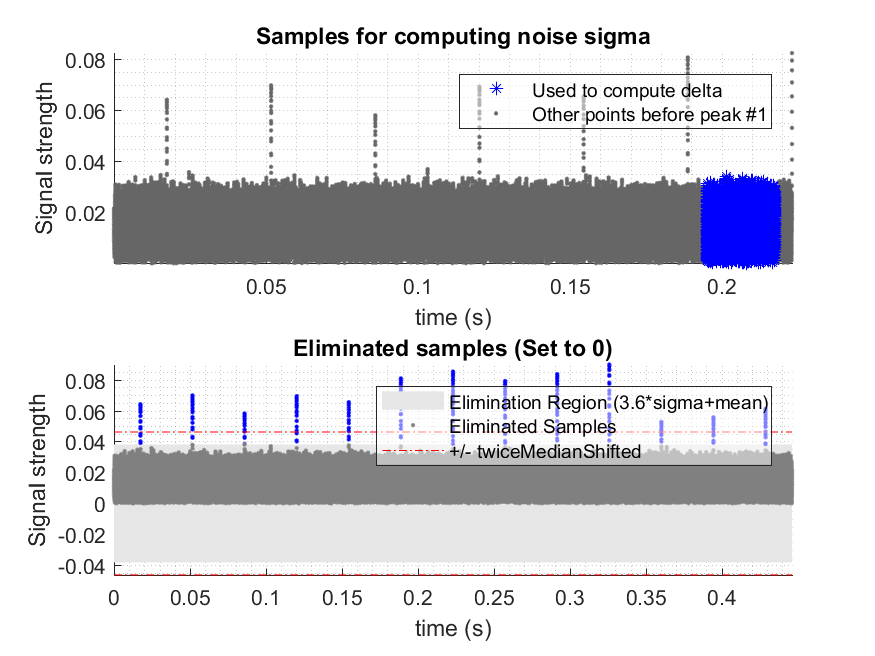 Samples for computing noise sigma
Signal strength
0.08
0.06
0.04
0.02
Used to compute delta
Other points before peak #1
0.05
0.1
0.15
0.2
time (s)
Eliminated samples (Set to 0)
Signal strength
0.08
0.06
0.04
0.02
0
-0.02
-0.04
Elimination Region (3.6*sigma+mean)
Eliminated Samples
+/- twiceMedianShifted
0
0.05
0.1
0.15
0.2
0.25
0.3
0.35
0.4
time (s)